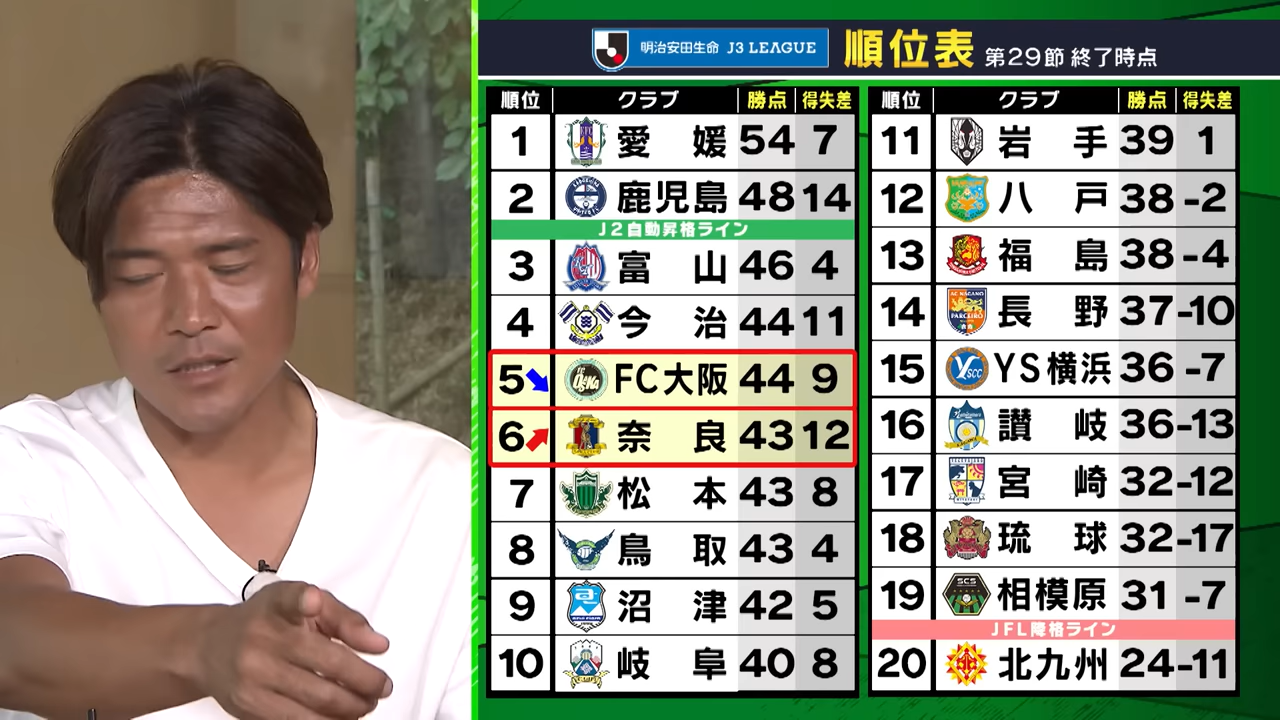 明治安田生命 J3 LEAGUE 順位表 第29節 終了時点
順位 クラブ 勝点 得失差
1 愛媛 54 7
2 鹿児島 48 14
J2自動昇格ライン
3 富山 46 4
4 今治 44 11
5 FC大阪 44 9
6 奈良 43 12
7 松本 43 8
8 鳥取 43 4
9 沼津 42 5
10 岐阜 40 8
順位 クラブ 勝点 得失差
11 岩手 39 1
12 八戸 38 -2
13 福島 38 -4
14 長野 37 -10
15 YS横浜 36 -7
16 讃岐 36 -13
17 宮崎 32 -12
18 琉球 32 -17
19 相模原 31 -7
JFL降格ライン
20 北九州 24 -11